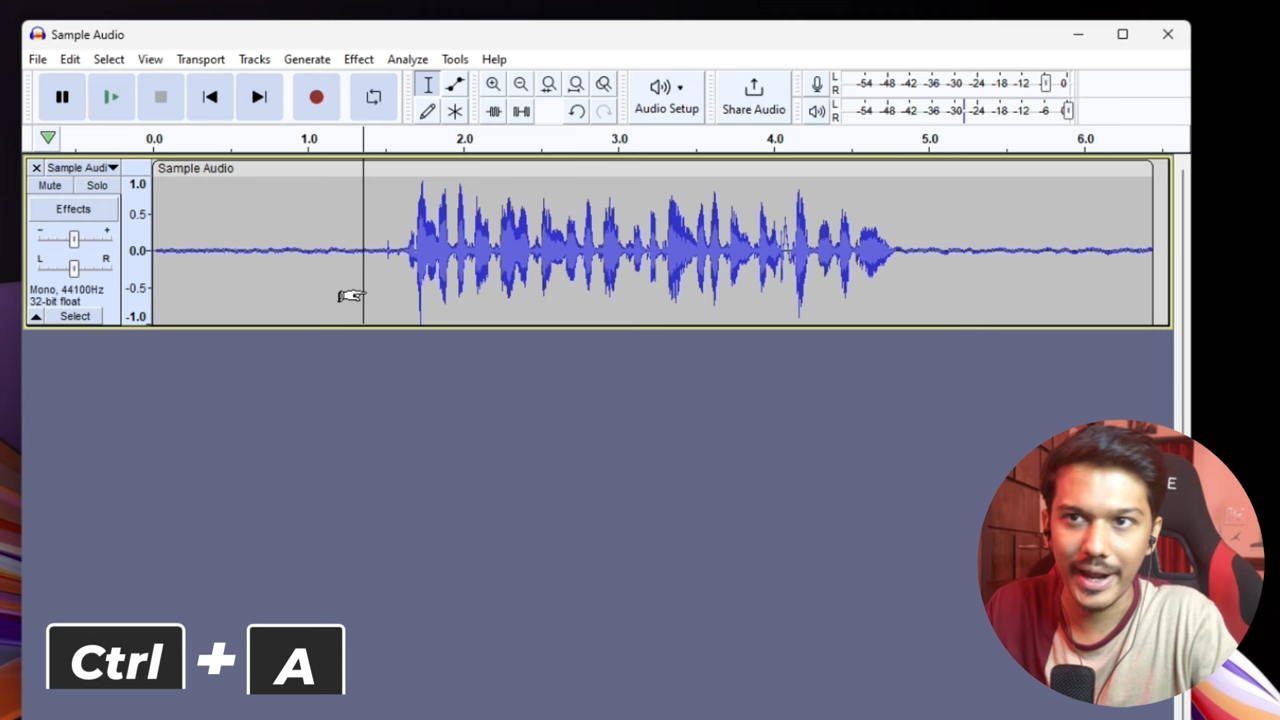 Sample Audio
File Edit Select View Transport Tracks Generate Effect Analyze Tools Help
Audio Setup
Share Audio
L
R
-54 -48 -42 -36 -30 -24 -18 -12 -6 0
L
R
-54 -48 -42 -36 -30 -24 -18 -12 -6 0
0.0 1.0 2.0 3.0 4.0 5.0 6.0
Sample Audi
Mute Solo
Effects
- +
L R
Mono, 44100Hz
32-bit float
Select
1.0
0.5
0.0
-0.5
-1.0
Sample Audio
E
Ctrl + A